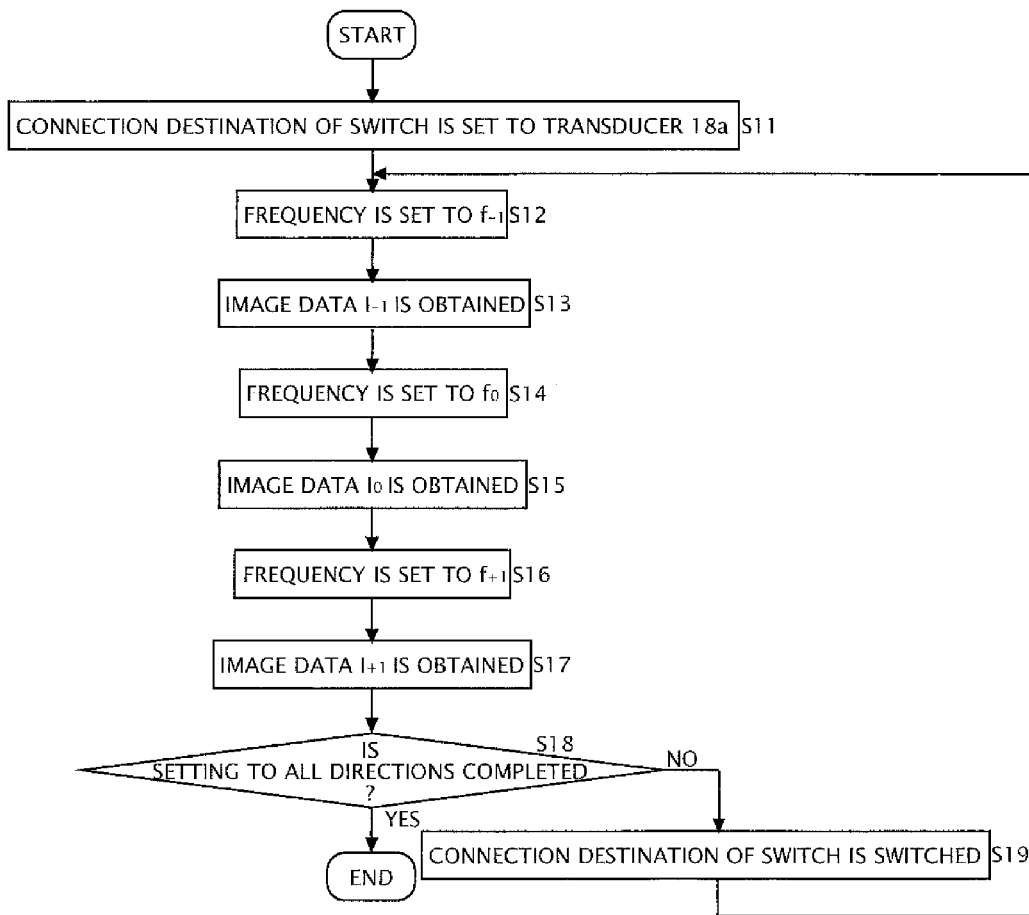 START
CONNECTION DESTINATION OF SWITCH IS SET TO TRANSDUCER 18a S11
FREQUENCY IS SET TO f-1 S12
IMAGE DATA I-1 IS OBTAINED S13
FREQUENCY IS SET TO f0 S14
IMAGE DATA I0 IS OBTAINED S15
FREQUENCY IS SET TO f+1 S16
IMAGE DATA I+1 IS OBTAINED S17
IS S18
SETTING TO ALL DIRECTIONS COMPLETED NO
?
YES
CONNECTION DESTINATION OF SWITCH IS SWITCHED S19
END